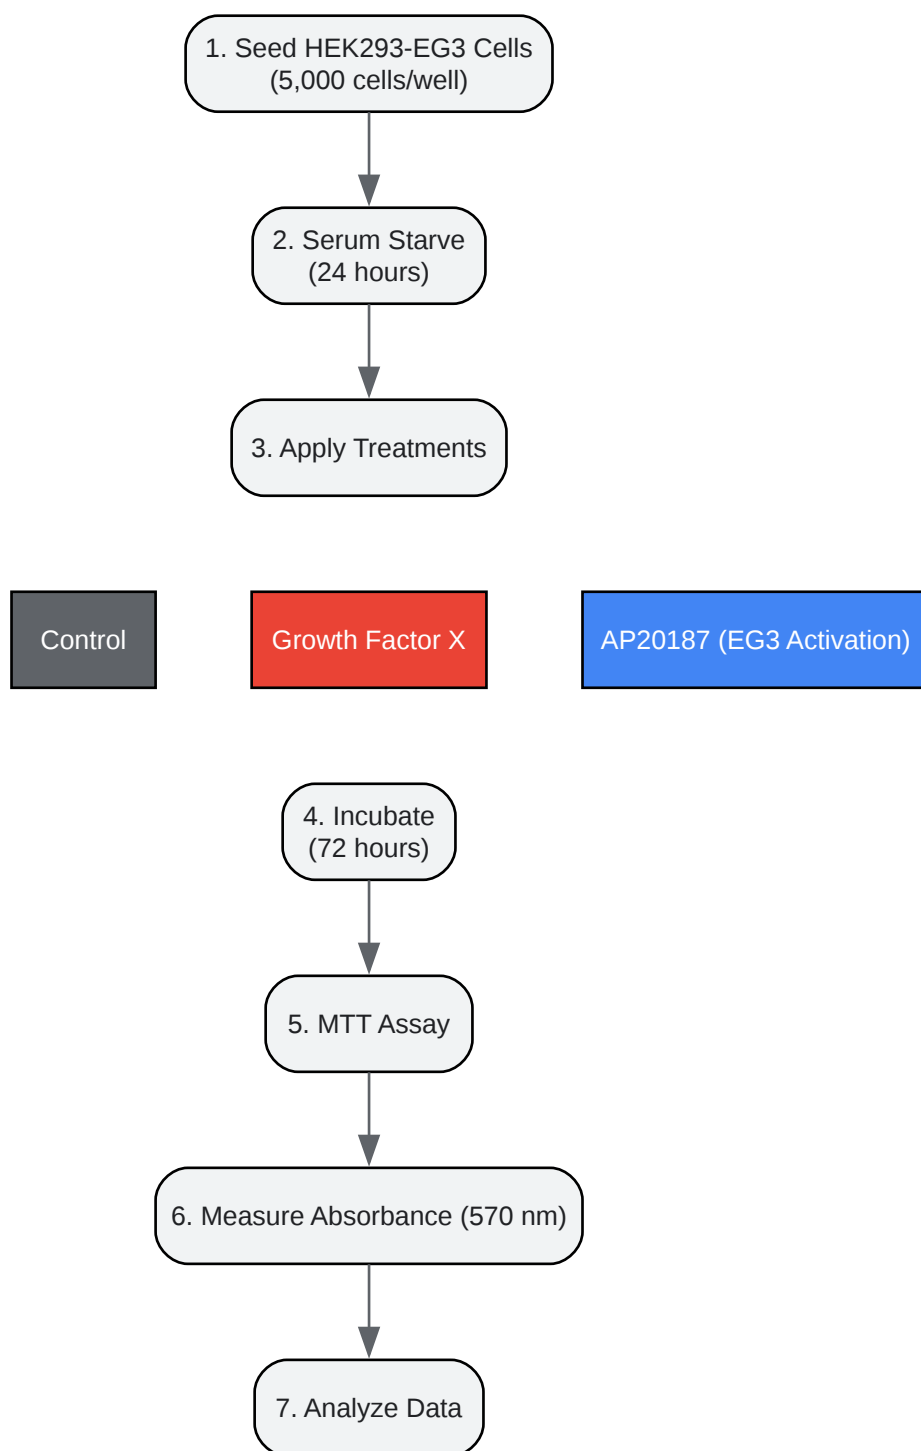 1. Seed HEK293-EG3 Cells
(5,000 cells/well)
2. Serum Starve
(24 hours)
3. Apply Treatments
Control
Growth Factor X
AP20187 (EG3 Activation)
4. Incubate
(72 hours)
5. MTT Assay
6. Measure Absorbance (570 nm)
7. Analyze Data